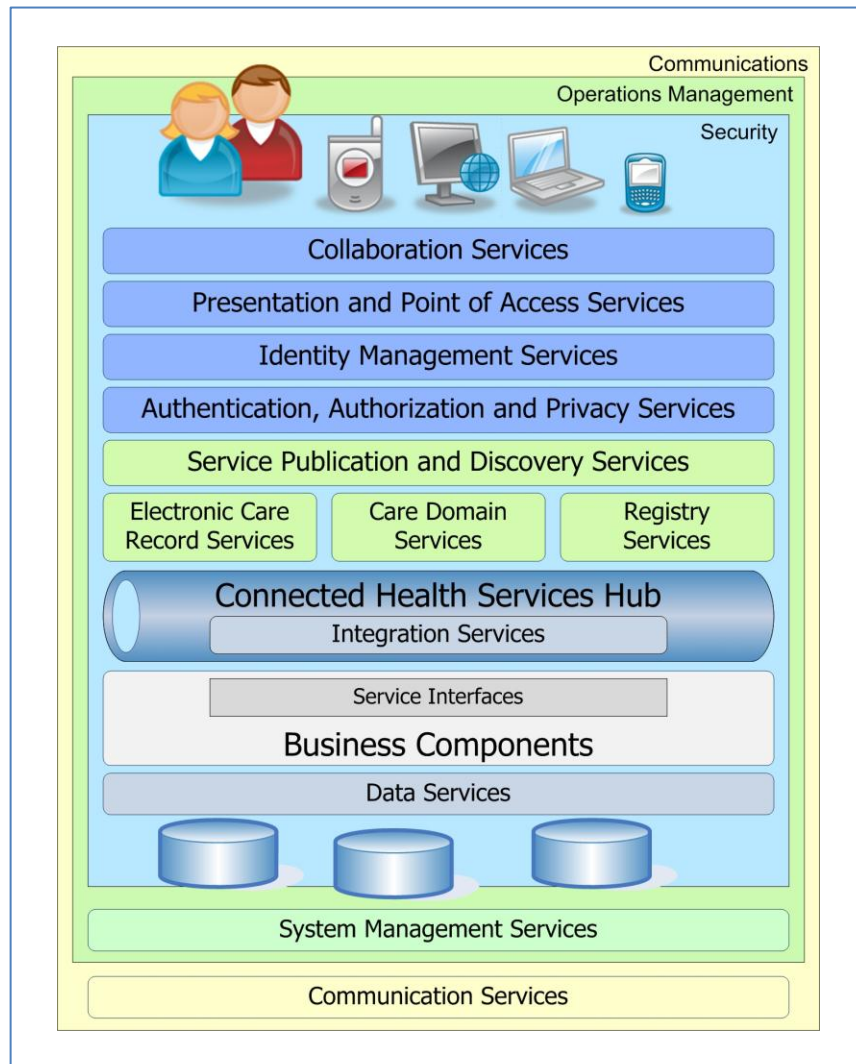 Communications
Operations Management
Security
Collaboration Services
Presentation and Point of Access Services
Identity Management Services
Authentication, Authorization and Privacy Services
Service Publication and Discovery Services
Electronic Care
Record Services
Care Domain
Services
Registry
Services
Connected Health Services Hub
Integration Services
Service Interfaces
Business Components
Data Services
System Management Services
Communication Services